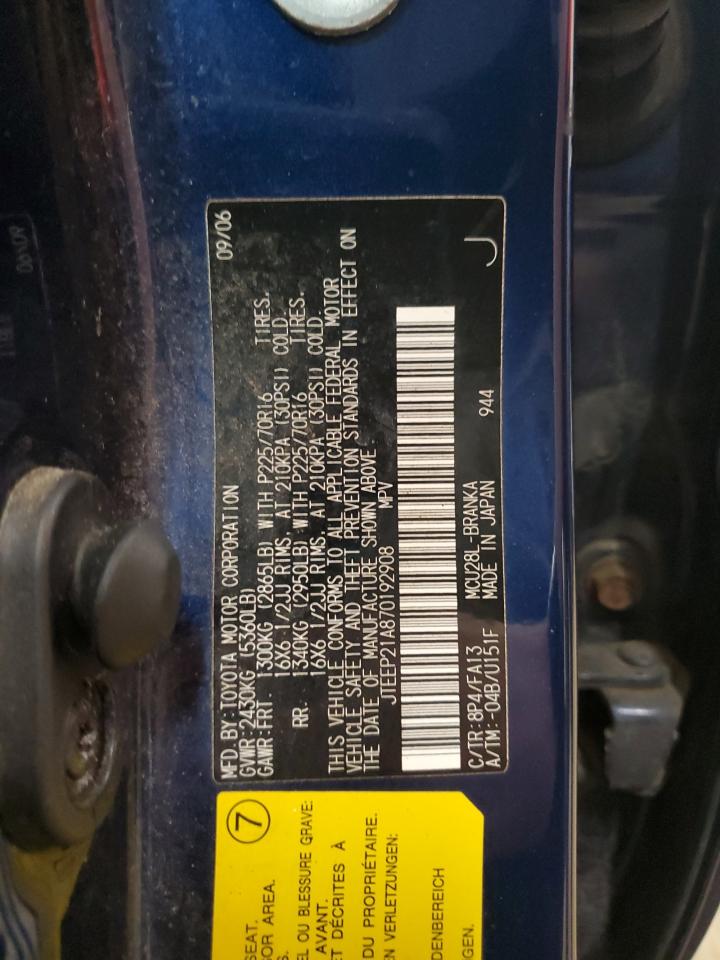 MFD.BY:TOYOTA MOTOR CORPORATION 09/06
GVWR:2430KG (5360LB)
GAWR:FRT. 1300KG (2865LB) WITH P225/70R16 TIRES.
16X6 1/2JJ RIMS, AT 210KPA (30PSI) COLD.
RR. 1340KG (2950LB) WITH P225/70R16 TIRES.
16X6 1/2JJ RIMS, AT 210KPA (30PSI) COLD.
THIS VEHICLE CONFORMS TO ALL APPLICABLE FEDERAL MOTOR
VEHICLE SAFETY AND THEFT PREVENTION STANDARDS IN EFFECT ON
THE DATE OF MANUFACTURE SHOWN ABOVE.
JTEEP21A870192908 MPV
C/TR:8P4/FA13 MCU28L-BRANKA J
A/TM:-04B/U151F MADE IN JAPAN 944
7
SEAT.
SOR AREA.
S.
EL OU BLESSURE GRAVE:
AVANT.
ET DÉCRITES À
DU PROPRIÉTAIRE.
EN VERLETZUNGEN:
DENBEREICH
GEN.